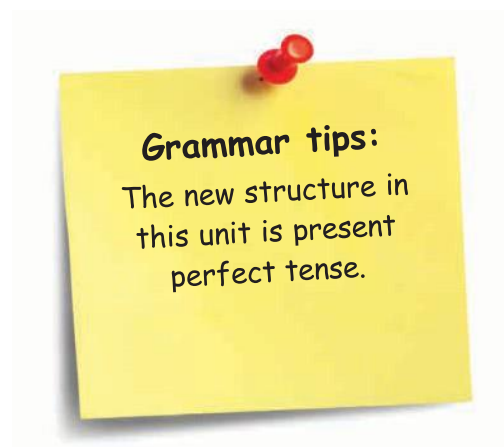 Grammar tips:
The new structure in
this unit is present
perfect tense.